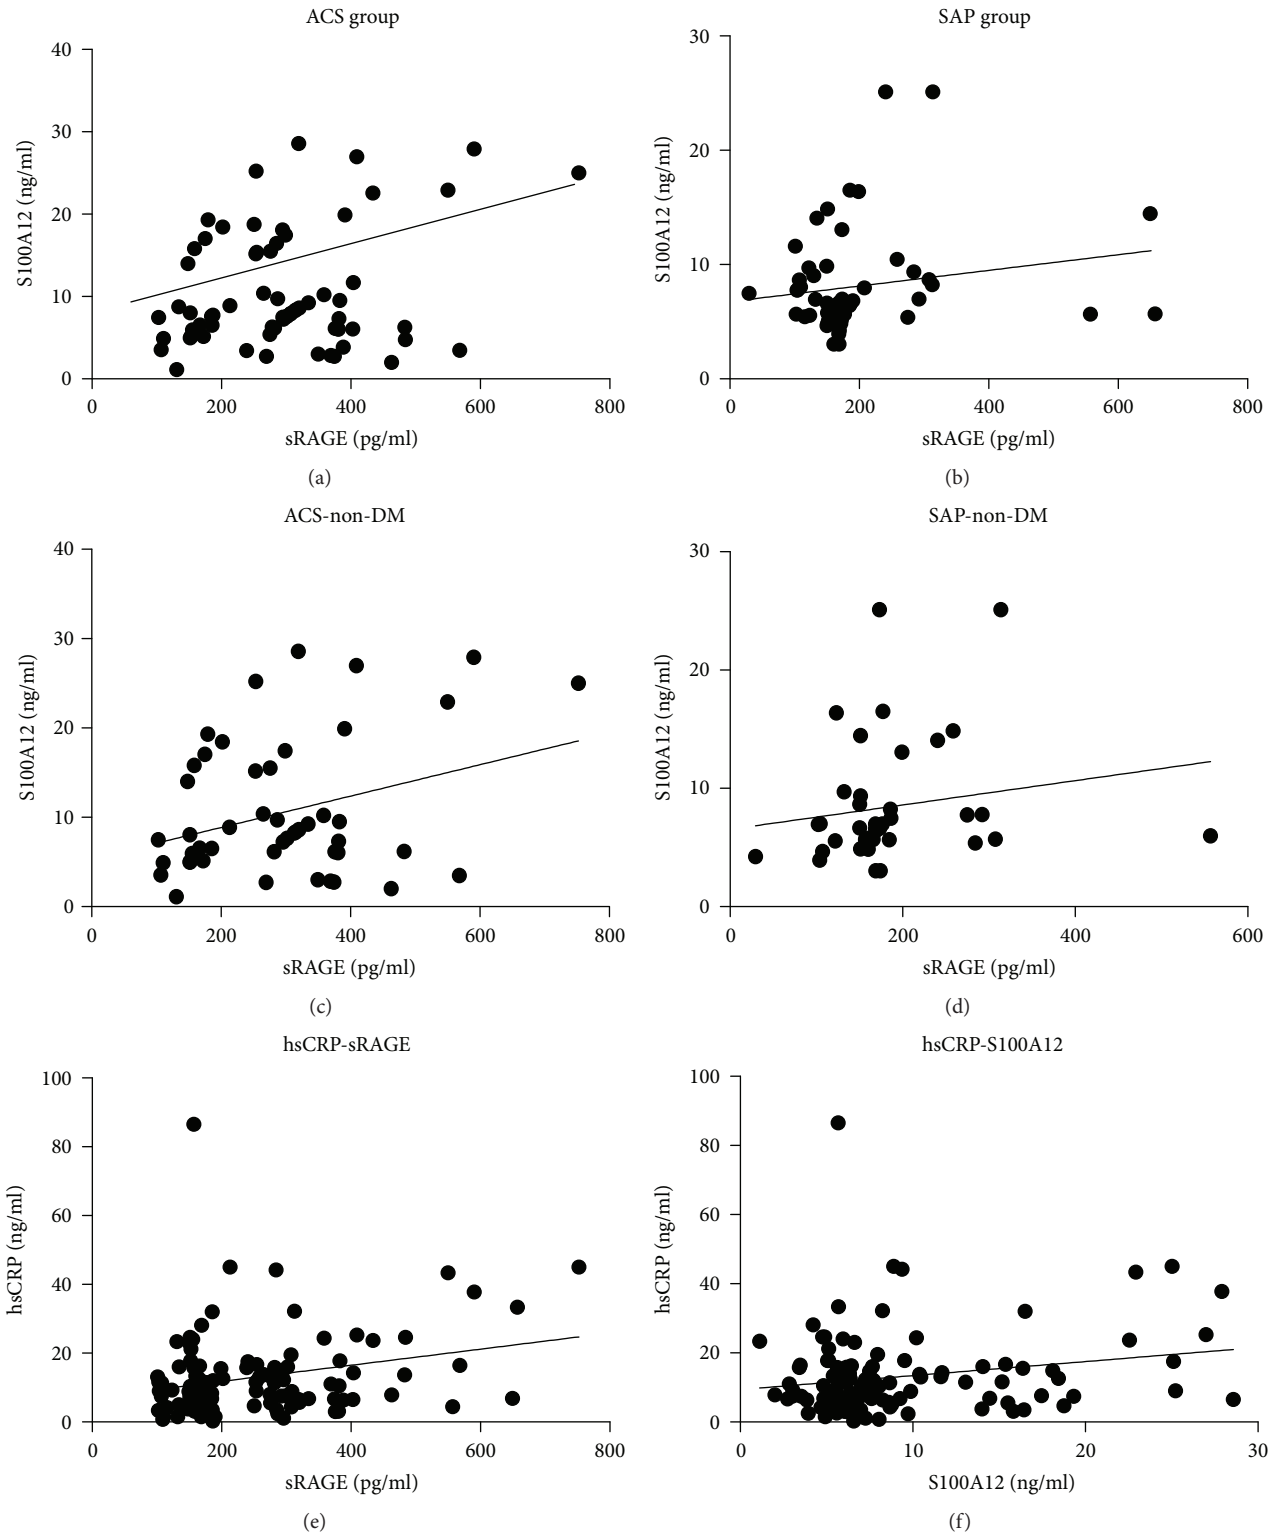 ACS group
40
30
20
10
0
S100A12 (ng/ml)
0 200 400 600 800
sRAGE (pg/ml)
(a)
SAP group
30
20
10
0
S100A12 (ng/ml)
0 200 400 600 800
sRAGE (pg/ml)
(b)
ACS-non-DM
40
30
20
10
0
S100A12 (ng/ml)
0 200 400 600 800
sRAGE (pg/ml)
(c)
SAP-non-DM
30
20
10
0
S100A12 (ng/ml)
0 200 400 600
sRAGE (pg/ml)
(d)
hsCRP-sRAGE
100
80
60
40
20
0
hsCRP (ng/ml)
0 200 400 600 800
sRAGE (pg/ml)
(e)
hsCRP-S100A12
100
80
60
40
20
0
hsCRP (ng/ml)
0 10 20 30
S100A12 (ng/ml)
(f)